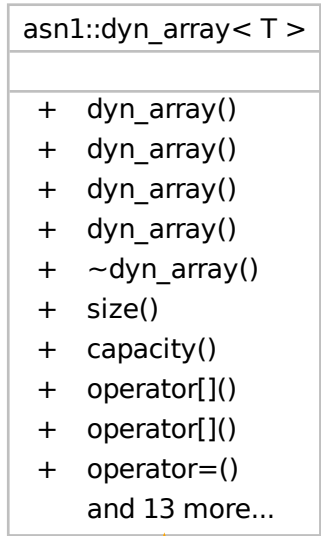 asn1::dyn_array< T >
+ dyn_array()
+ dyn_array()
+ dyn_array()
+ dyn_array()
+ ~dyn_array()
+ size()
+ capacity()
+ operator[]()
+ operator[]()
+ operator=()
and 13 more...